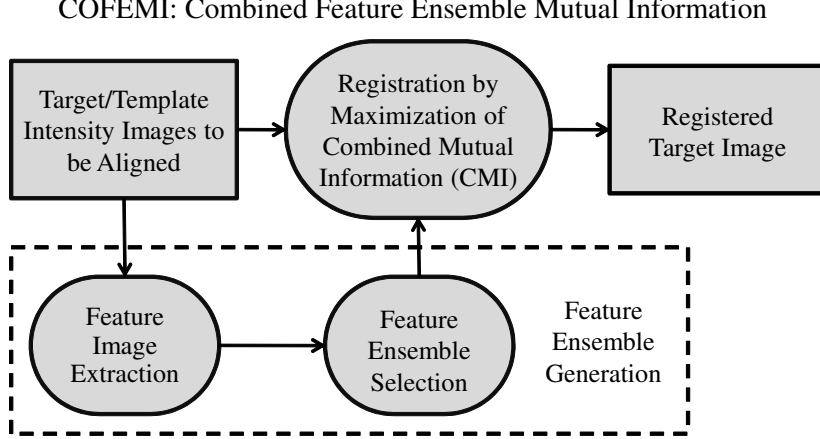 COFEMI: Combined Feature Ensemble Mutual Information
Target/Template
Intensity Images to
be Aligned
Registration by
Maximization of
Combined Mutual
Information (CMI)
Registered
Target Image
Feature
Image
Extraction
Feature
Ensemble
Selection
Feature
Ensemble
Generation